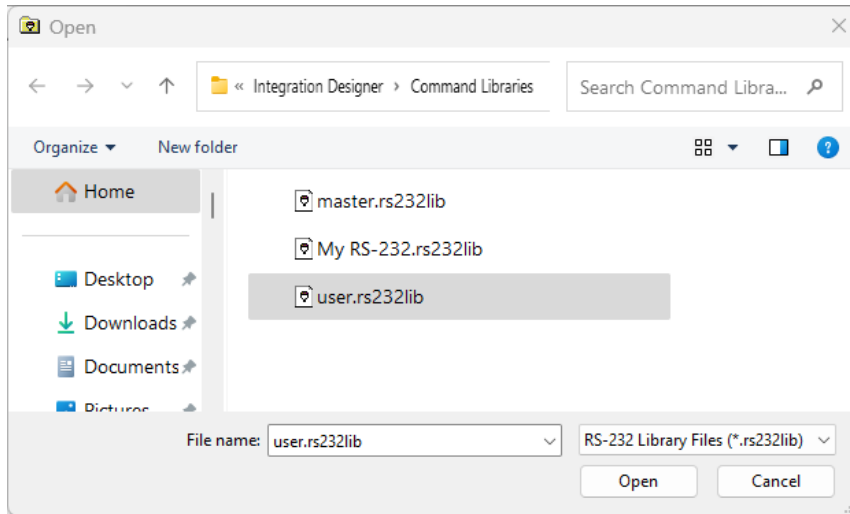 Open
« Integration Designer > Command Libraries
Search Command Libra...
Organize
New folder
Home
master.rs232lib
My RS-232.rs232lib
user.rs232lib
Desktop
Downloads
Documents
Pictures
File name: user.rs232lib
RS-232 Library Files (*.rs232lib)
Open
Cancel